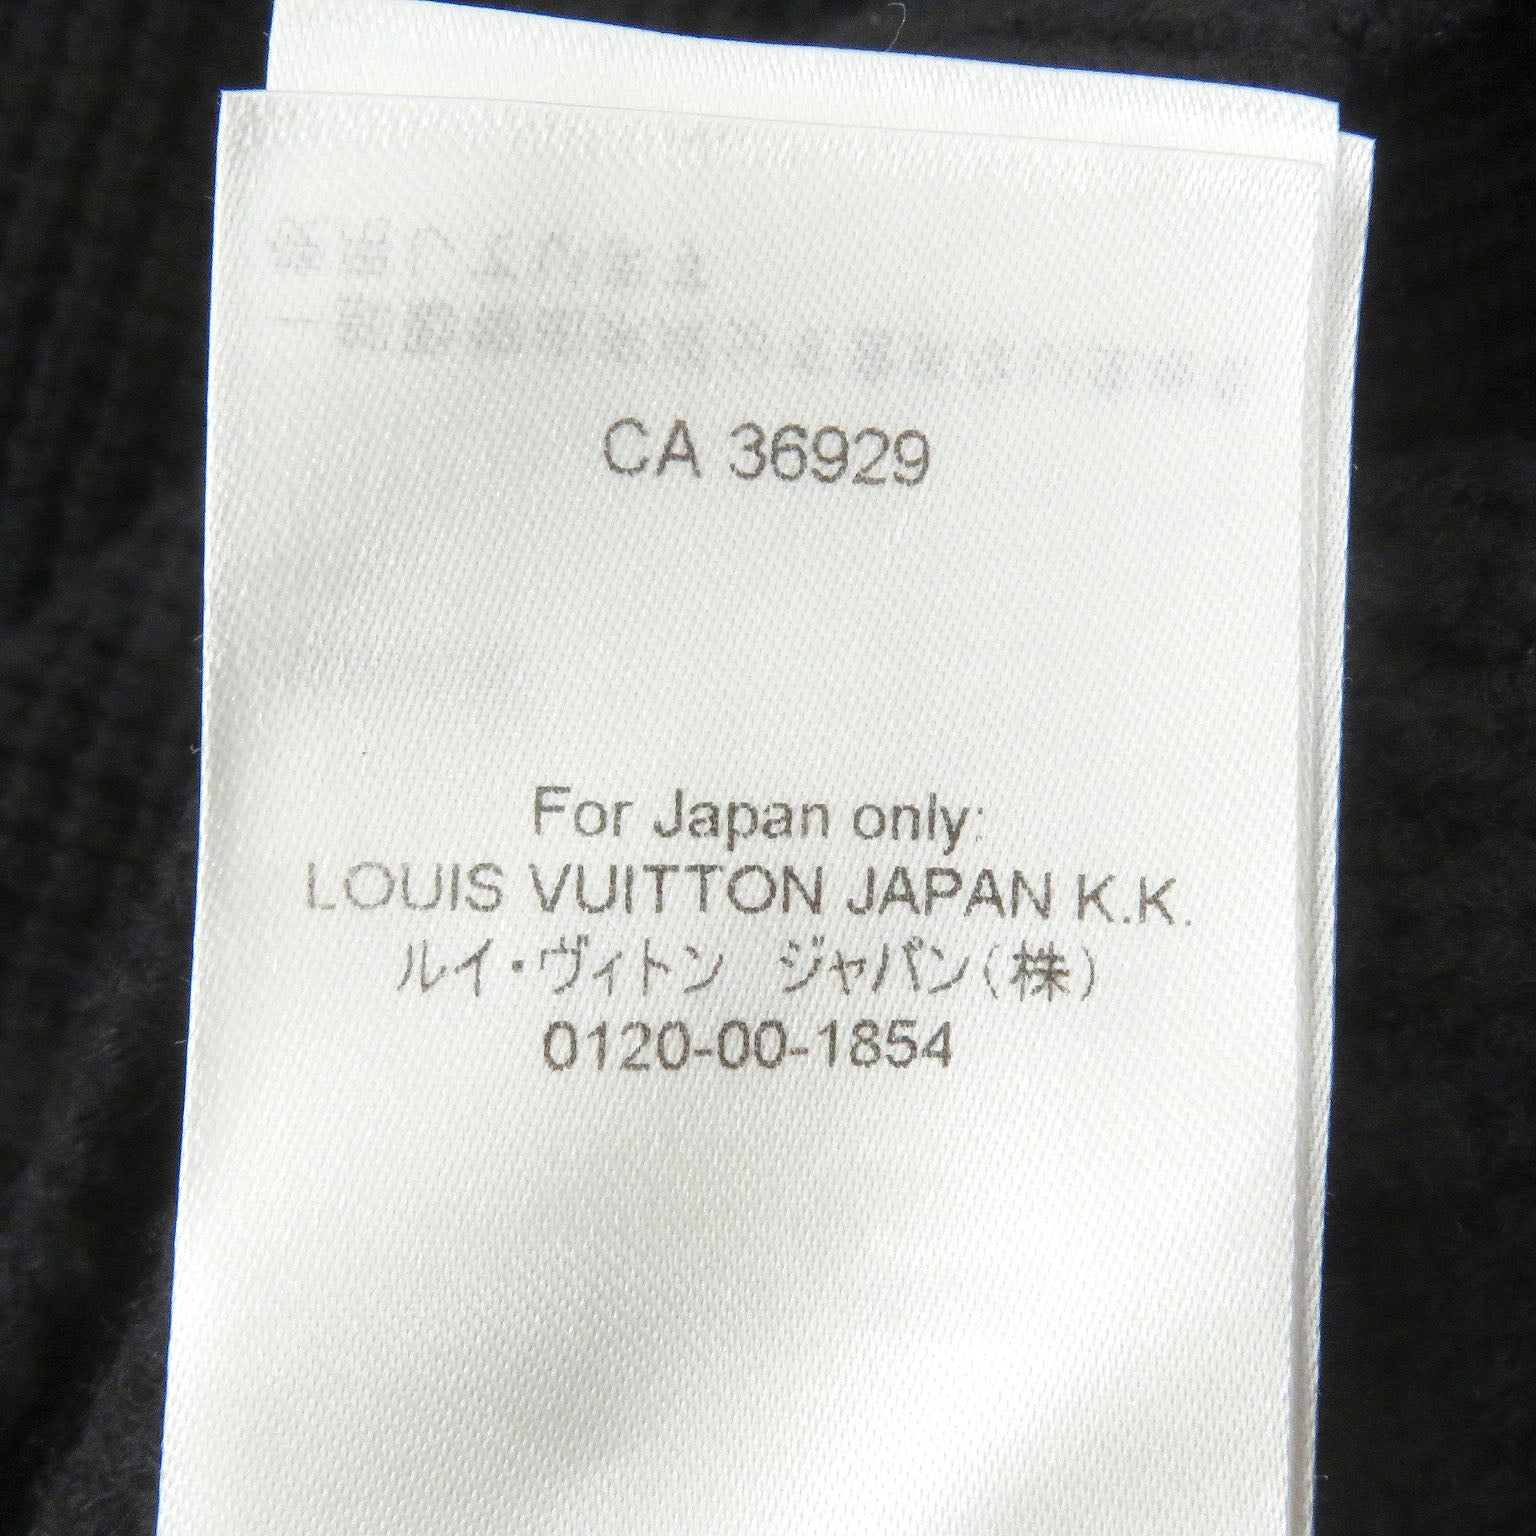 CA 36929
For Japan only:
LOUIS VUITTON JAPAN K.K.
ルイ・ヴィトン　ジャパン(株)
0120-00-1854